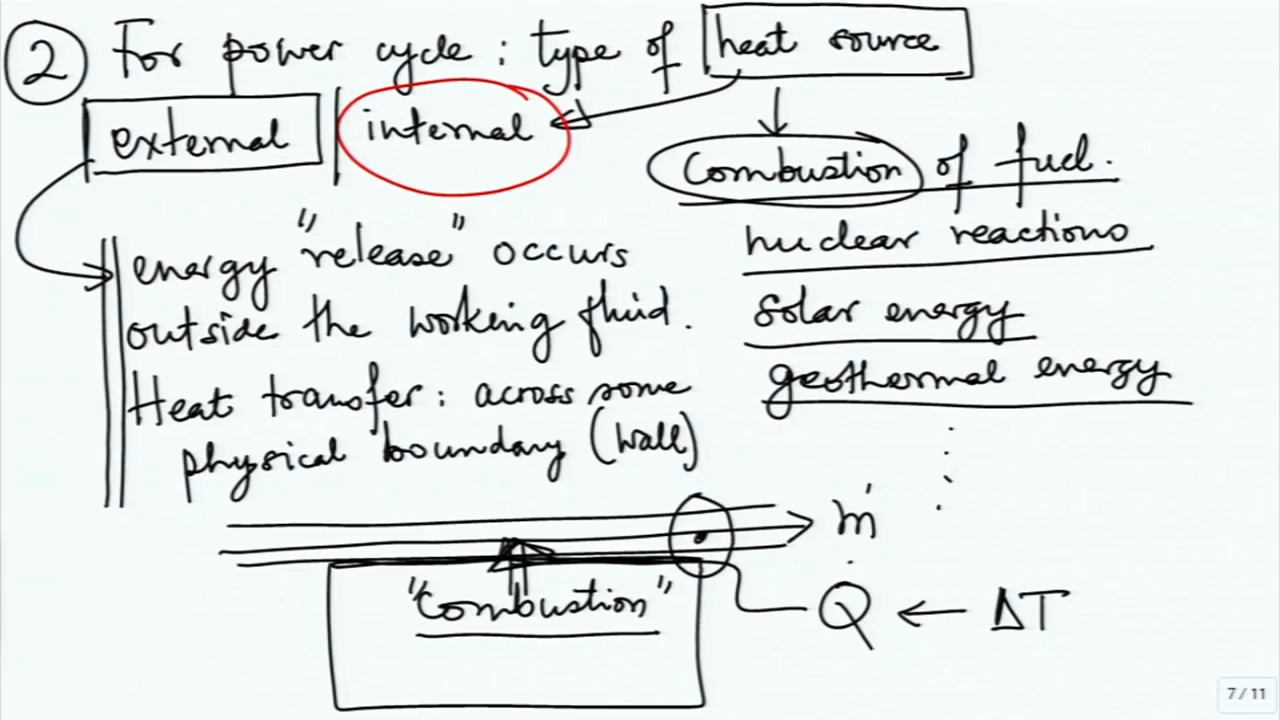 2 For power cycle : type of heat source
external | internal
Combustion of fuel.
nuclear reactions
solar energy
geothermal energy
energy "release" occurs
outside the working fluid.
Heat transfer : across some
physical boundary (wall)
ṁ
"Combustion"
Q̇ ← ΔT
7 / 11